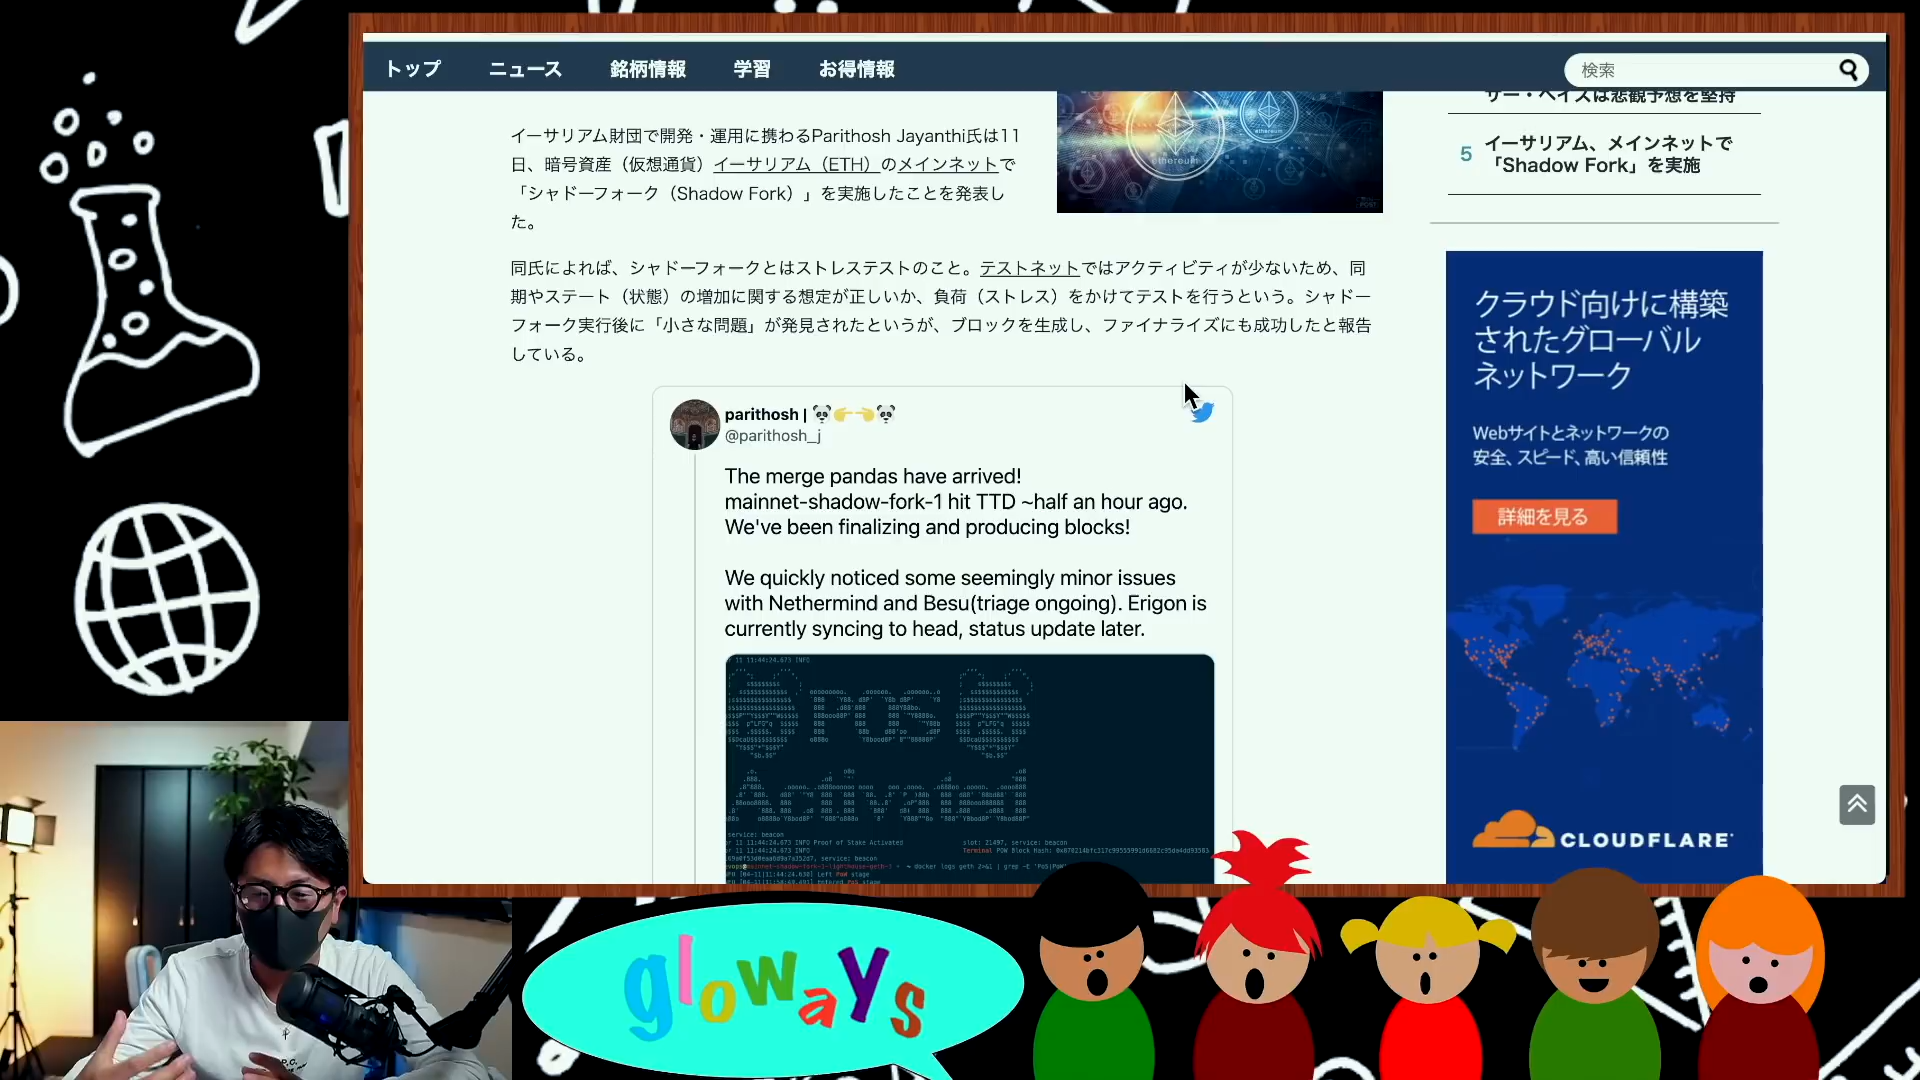 トップ ニュース 銘柄情報 学習 お得情報
検索
イーサリアム財団で開発・運用に携わるParithosh Jayanthi氏は11
日、暗号資産（仮想通貨）イーサリアム（ETH）のメインネットで
「シャドーフォーク（Shadow Fork）」を実施したことを発表し
た。
ethereum
ethereum
同氏によれば、シャドーフォークとはストレステストのこと。テストネットではアクティビティが少ないため、同
期やステート（状態）の増加に関する想定が正しいか、負荷（ストレス）をかけてテストを行うという。シャドー
フォーク実行後に「小さな問題」が発見されたというが、ブロックを生成し、ファイナライズにも成功したと報告
している。
parithosh | 🐼👉👈🐼
@parithosh_j
The merge pandas have arrived!
mainnet-shadow-fork-1 hit TTD ~half an hour ago.
We've been finalizing and producing blocks!
We quickly noticed some seemingly minor issues
with Nethermind and Besu(triage ongoing). Erigon is
currently syncing to head, status update later.
サー・ヘイズは悲観予想を堅持
5 イーサリアム、メインネットで
「Shadow Fork」を実施
クラウド向けに構築
されたグローバル
ネットワーク
Webサイトとネットワークの
安全、スピード、高い信頼性
詳細を見る
CLOUDFLARE
gloways